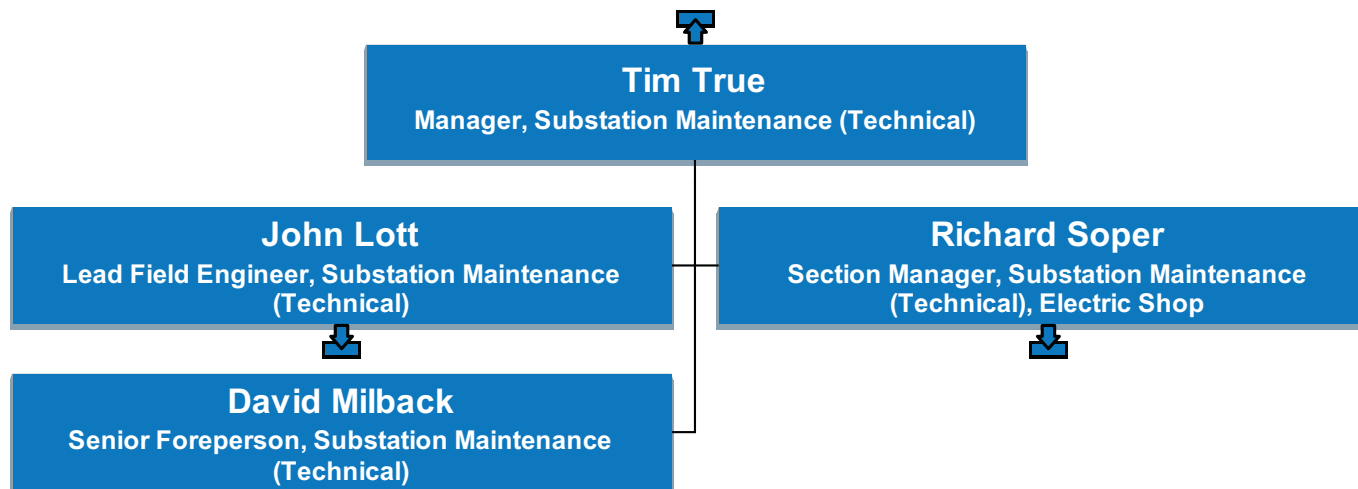 Tim True
Manager, Substation Maintenance (Technical)
John Lott
Lead Field Engineer, Substation Maintenance
(Technical)
Richard Soper
Section Manager, Substation Maintenance
(Technical), Electric Shop
David Milback
Senior Foreperson, Substation Maintenance
(Technical)